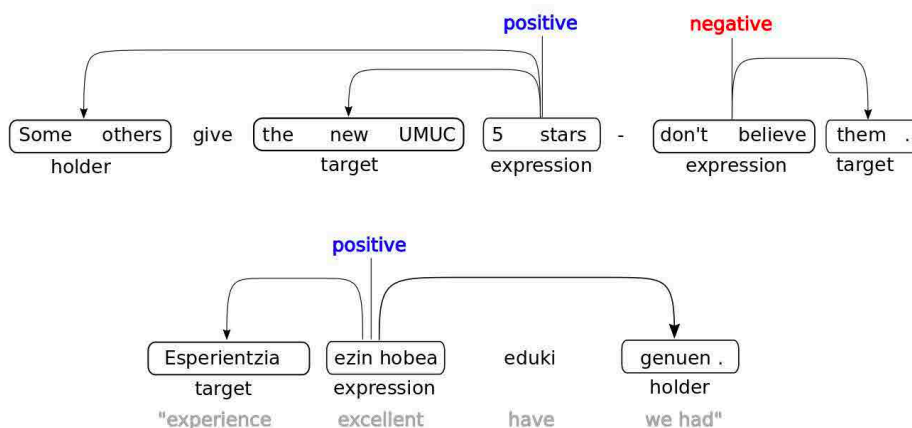 positive negative
Some others give the new UMUC 5 stars - don't believe them .
holder target expression expression target
positive
Esperientzia ezin hobea eduki genuen .
target expression holder
"experience excellent have we had"